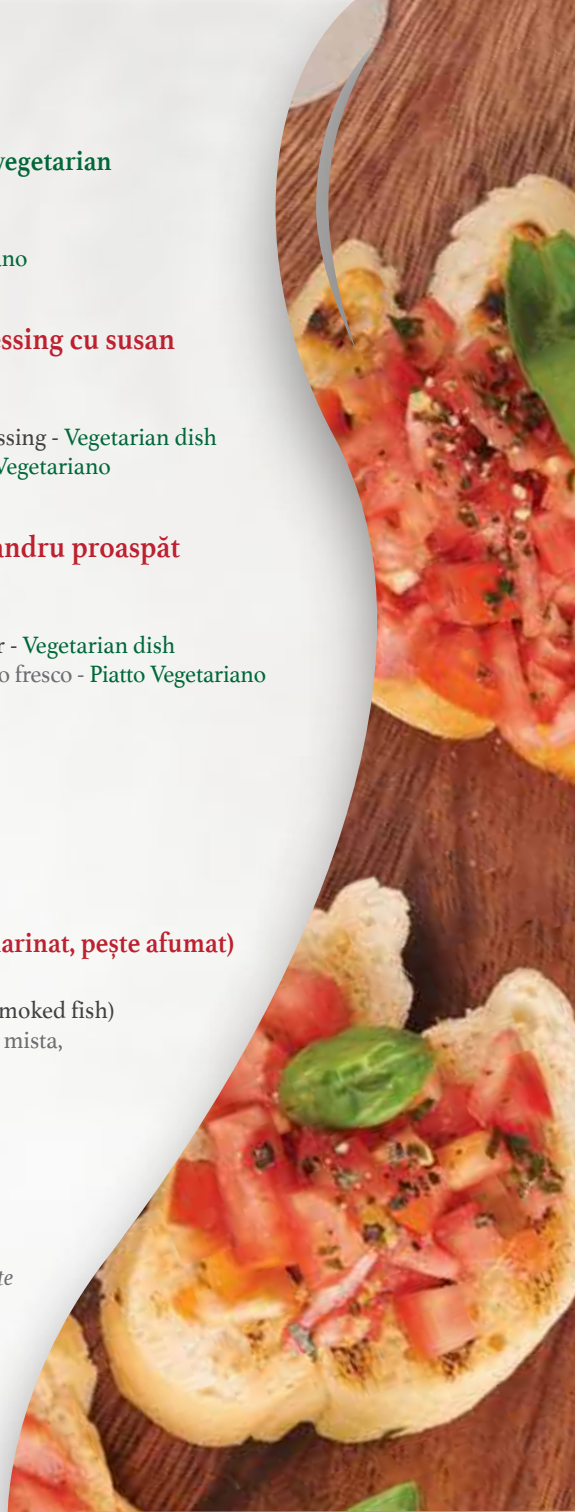 vegetarian
ano
essing cu susan
ssing - Vegetarian dish
Vegetariano
andru proaspăt
r - Vegetarian dish
o fresco - Piatto Vegetariano
arinat, pește afumat)
moked fish)
mista,
te